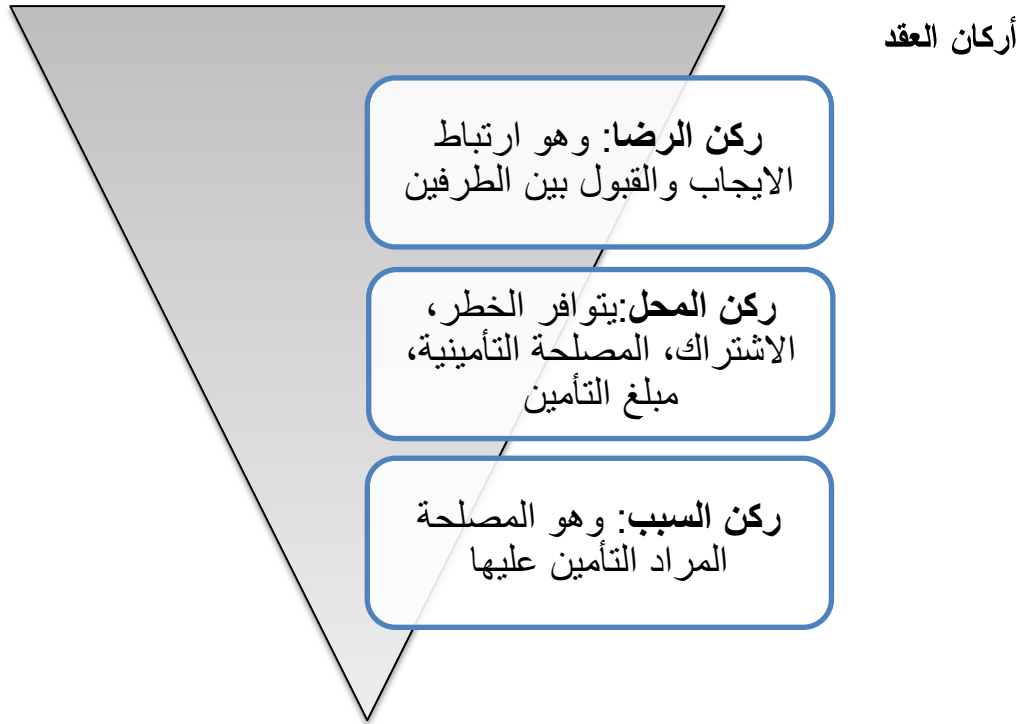 أركان العقد
ركن الرضا: وهو ارتباط
الايجاب والقبول بين الطرفين
ركن المحل:يتوافر الخطر،
الاشتراك، المصلحة التأمينية،
مبلغ التأمين
ركن السبب: وهو المصلحة
المراد التأمين عليها